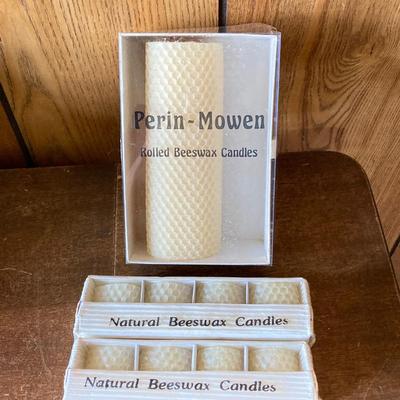 Perin-Mowen
Rolled Beeswax Candles
Natural Beeswax Candles
Natural Beeswax Candles